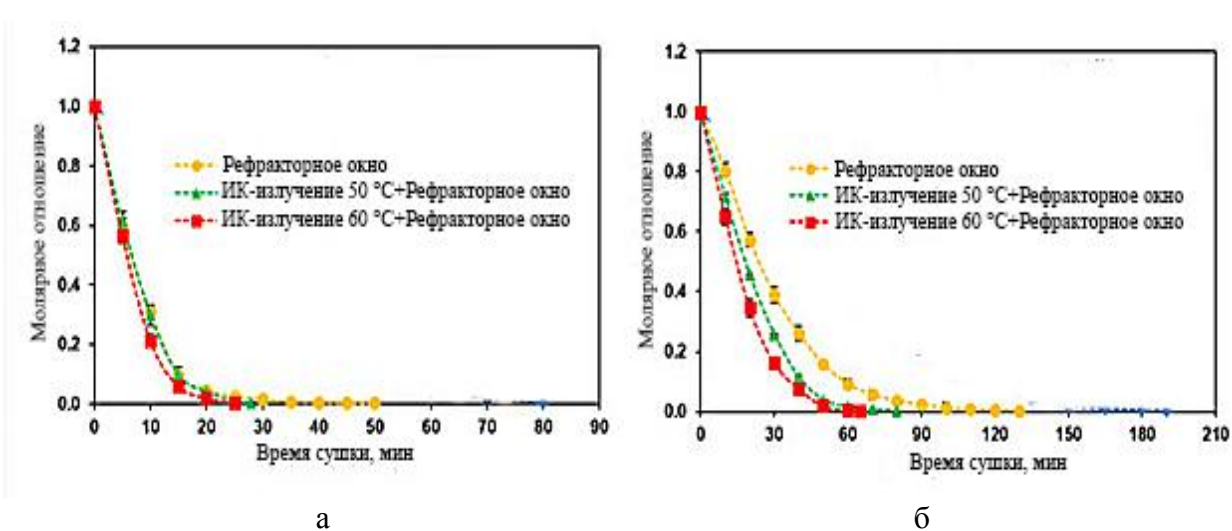 1.2
1.0
0.8
0.6
0.4
0.2
0.0
Молярное отношение
Рефракторное окно
ИК-излучение 50 °C+Рефракторное окно
ИК-излучение 60 °C+Рефракторное окно
0 10 20 30 40 50 60 70 80 90
Время сушки, мин
а
1.2
1.0
0.8
0.6
0.4
0.2
0.0
Молярное отношение
Рефракторное окно
ИК-излучение 50 °C+Рефракторное окно
ИК-излучение 60 °C+Рефракторное окно
0 30 60 90 120 150 180 210
Время сушки, мин
б